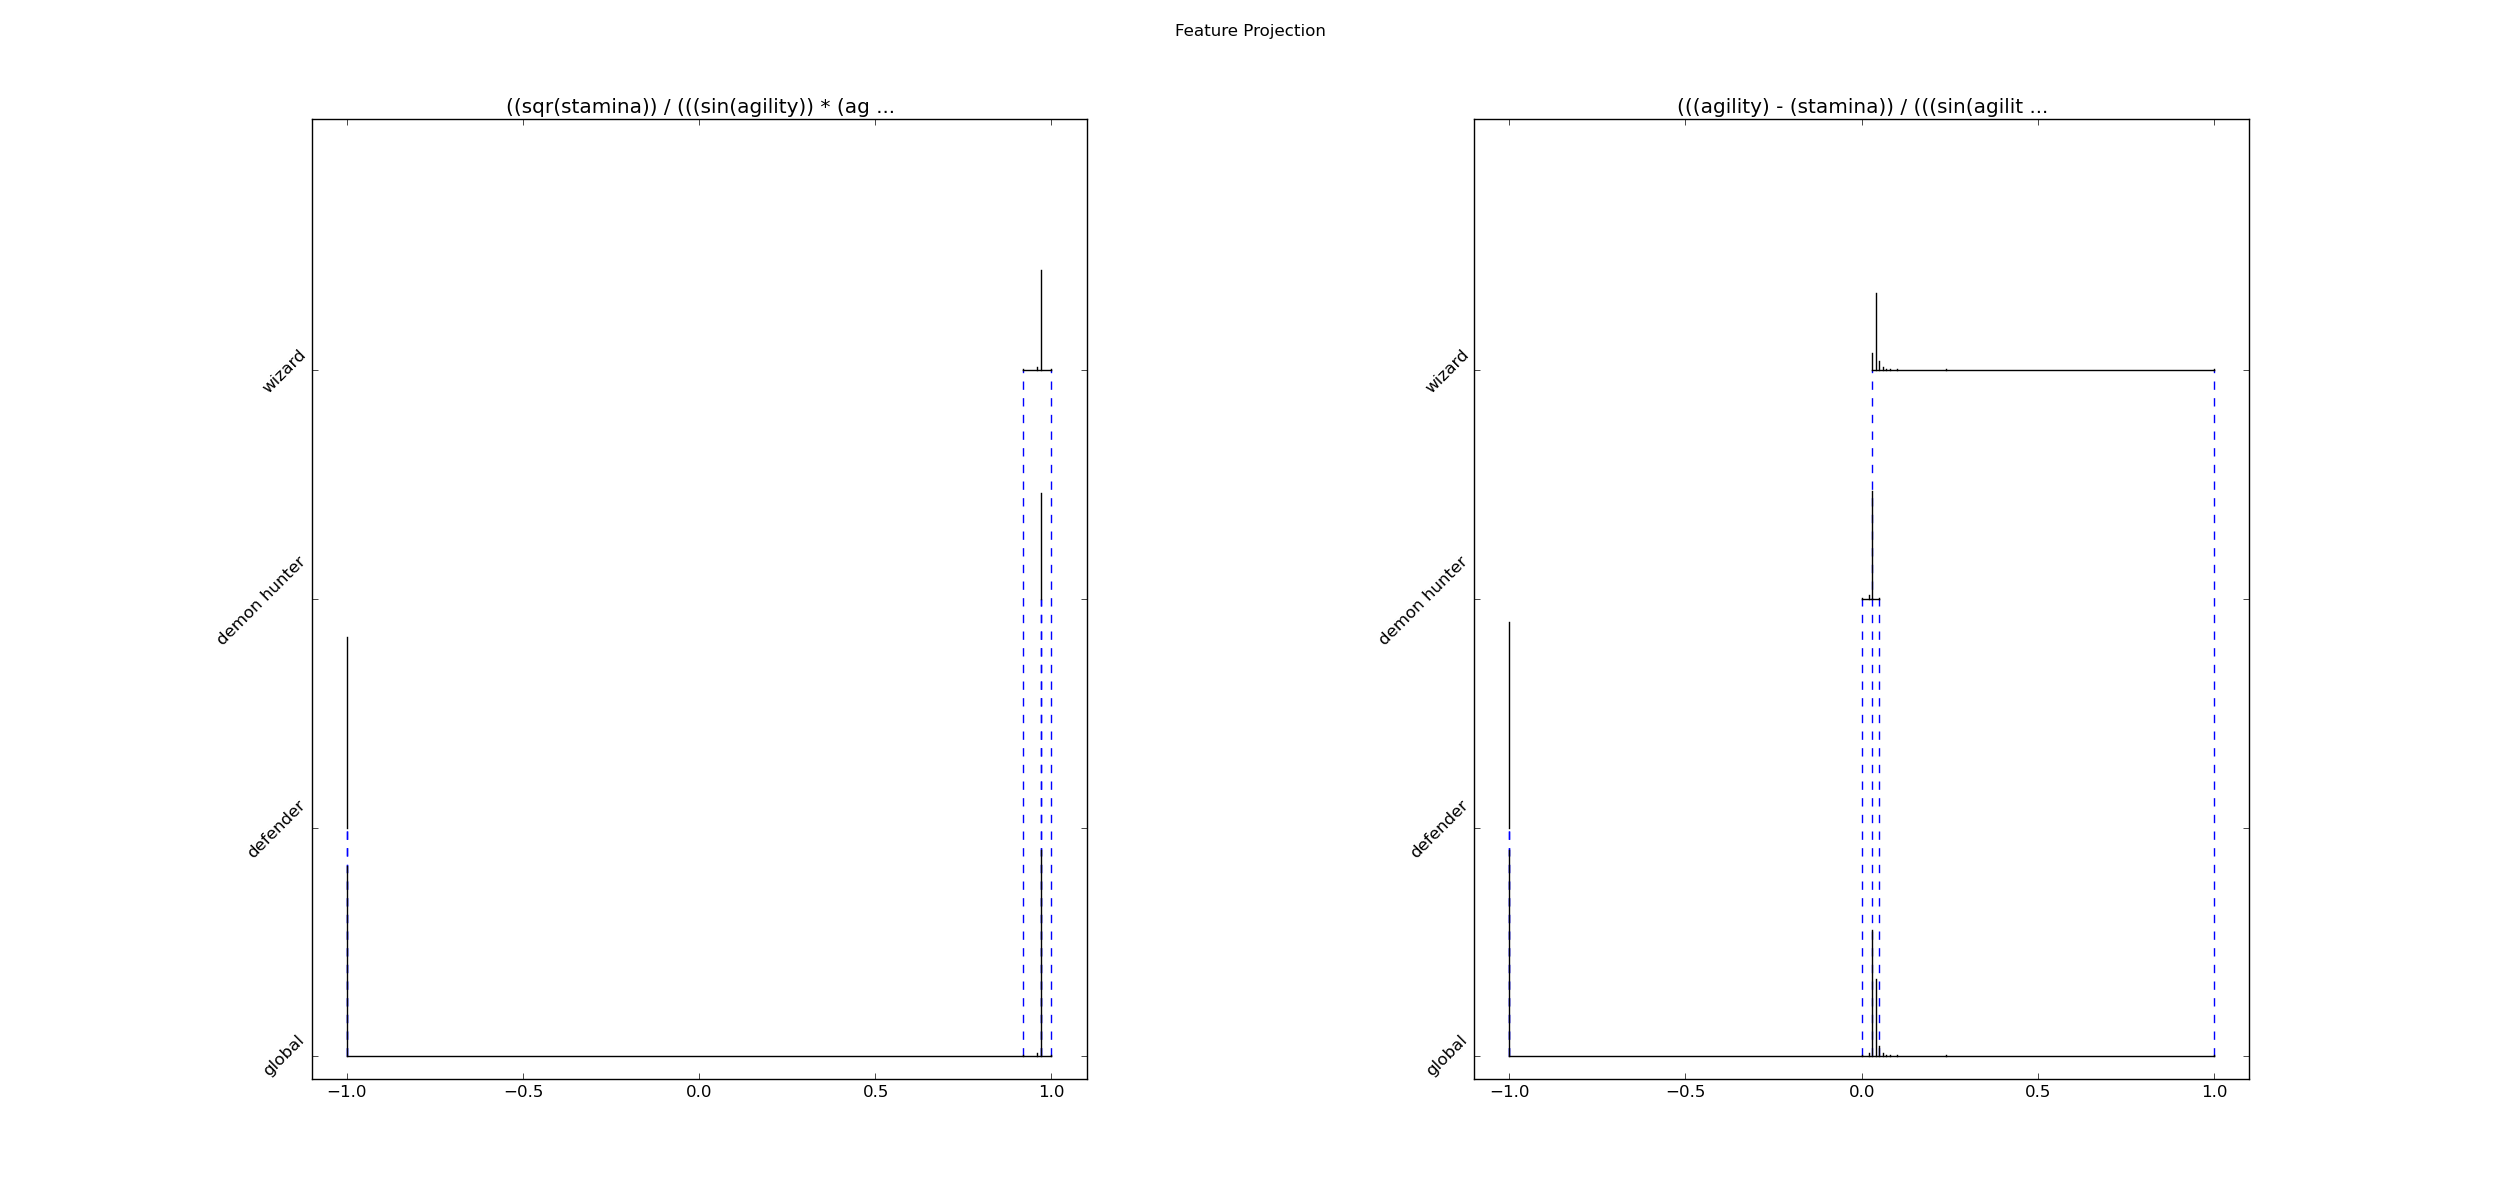 Feature Projection
((sqr(stamina)) / (((sin(agility)) * (ag ...
wizard
demon hunter
defender
global
−1.0 −0.5 0.0 0.5 1.0
(((agility) - (stamina)) / (((sin(agilit ...
wizard
demon hunter
defender
global
−1.0 −0.5 0.0 0.5 1.0